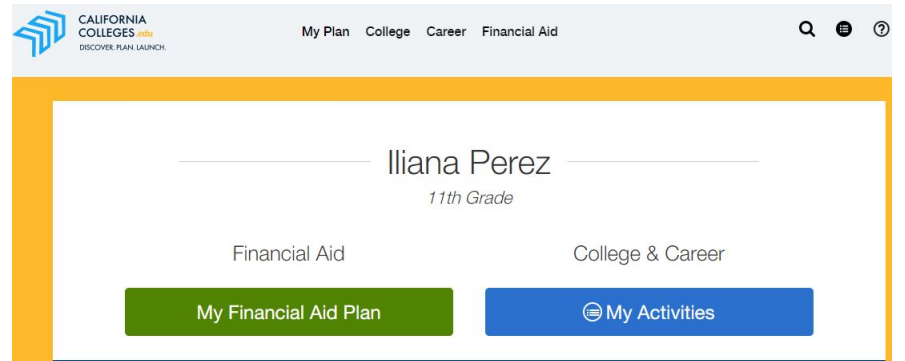 CALIFORNIA
COLLEGES.edu
DISCOVER. PLAN. LAUNCH.
My Plan College Career Financial Aid
Iliana Perez
11th Grade
Financial Aid College & Career
My Financial Aid Plan My Activities